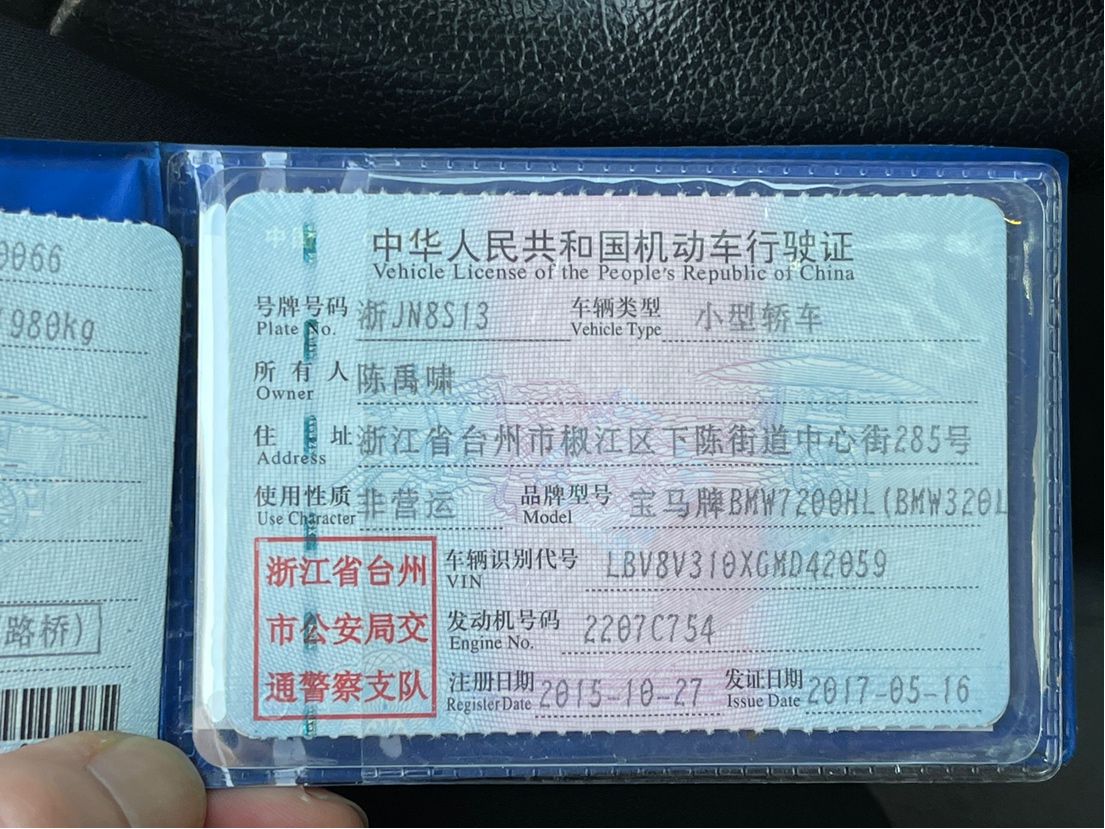 0066
1980kg
路桥)
中华人民共和国机动车行驶证
Vehicle License of the People's Republic of China
号牌号码 浙JN8S13 车辆类型 小型轿车
Plate No. Vehicle Type
所有人 陈禹啸
Owner
住址 浙江省台州市椒江区下陈街道中心街285号
Address
使用性质 非营运 品牌型号 宝马牌BMW7200HL(BMW320L
Use Character Model
浙江省台州
市公安局交
通警察支队
车辆识别代号 LBV8V310XGMD42059
VIN
发动机号码 2207C754
Engine No.
注册日期 2015-10-27 发证日期 2017-05-16
Register Date Issue Date